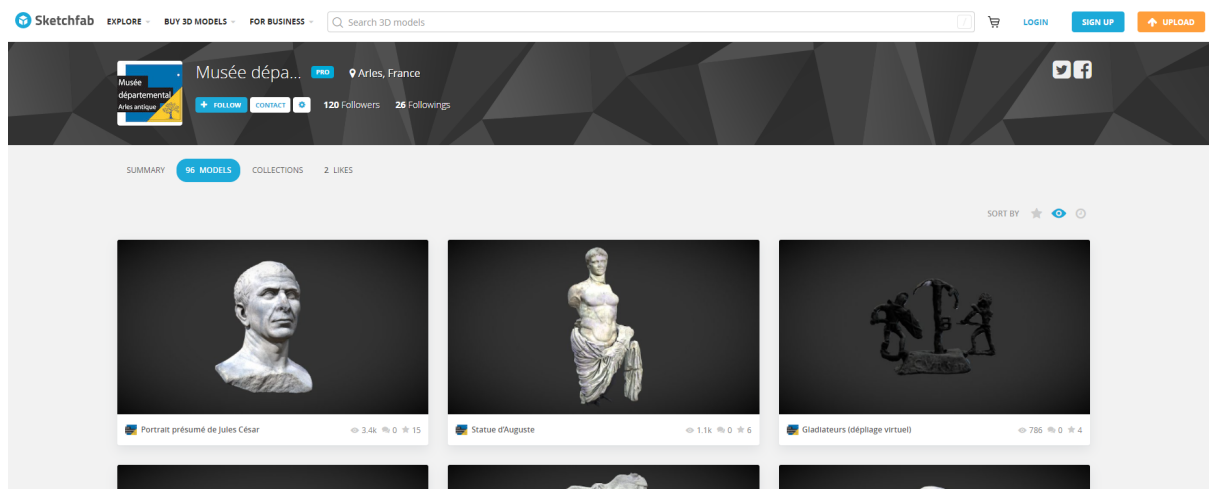 Sketchfab EXPLORE BUY 3D MODELS FOR BUSINESS Search 3D models / LOGIN SIGN UP UPLOAD
Musée dépa... PRO Arles, France
Musée
départemental
Arles antique
+ FOLLOW CONTACT 120 Followers 26 Followings
SUMMARY 96 MODELS COLLECTIONS 2 LIKES
SORT BY
Portrait présumé de Jules César 3.4k 0 15
Statue d'Auguste 1.1k 0 6
Gladiateurs (dépliage virtuel) 786 0 4